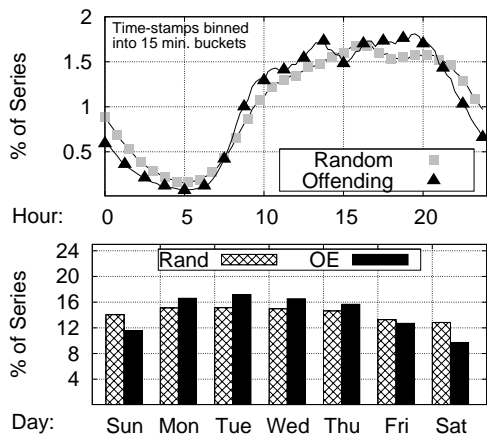 2
Time-stamps binned
into 15 min. buckets
1.5
% of Series
1
0.5
Random
Offending
Hour: 0 5 10 15 20
24
Rand OE
20
16
% of Series
12
8
4
Day: Sun Mon Tue Wed Thu Fri Sat